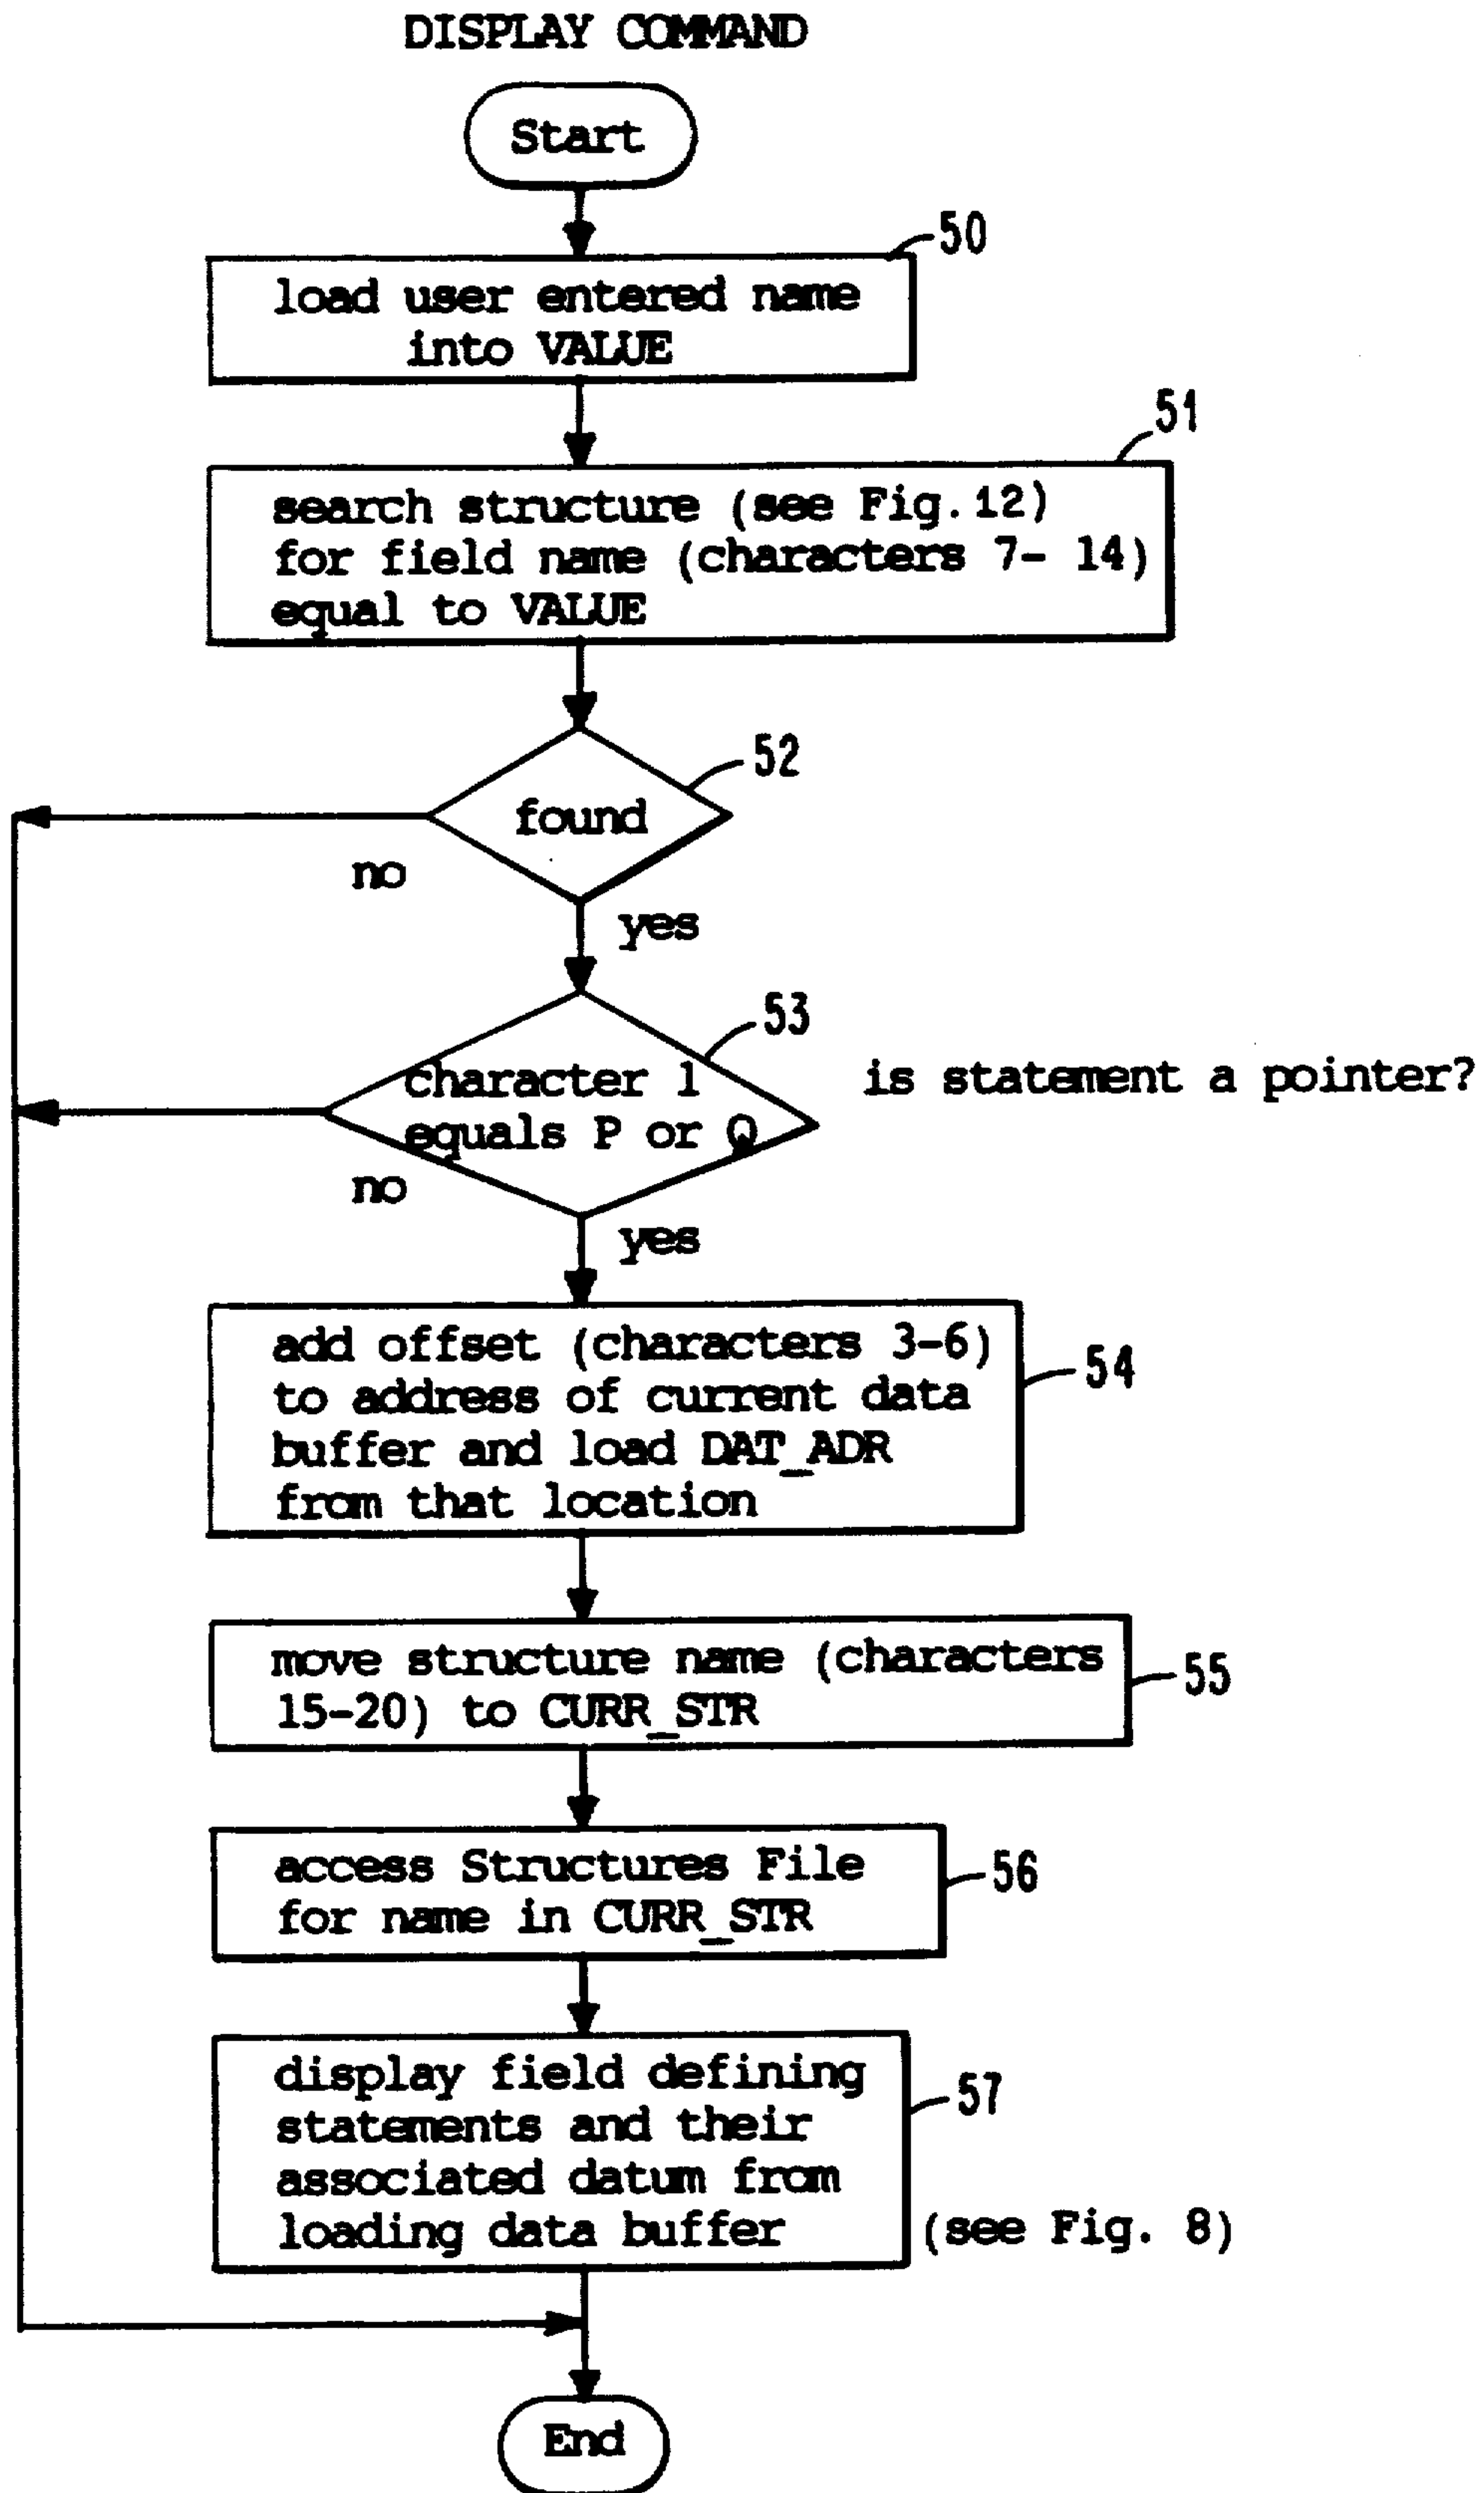 DISPLAY COMMAND
Start
50
load user entered name
into VALUE
51
search structure (see Fig.12)
for field name (characters 7- 14)
equal to VALUE
52
found
no
yes
53
character 1
equals P or Q
is statement a pointer?
no
yes
54
add offset (characters 3-6)
to address of current data
buffer and load DAT_ADR
from that location
55
move structure name (characters
15-20) to CURR_STR
56
access Structures File
for name in CURR_STR
57
display field defining
statements and their
associated datum from
loading data buffer
(see Fig. 8)
End